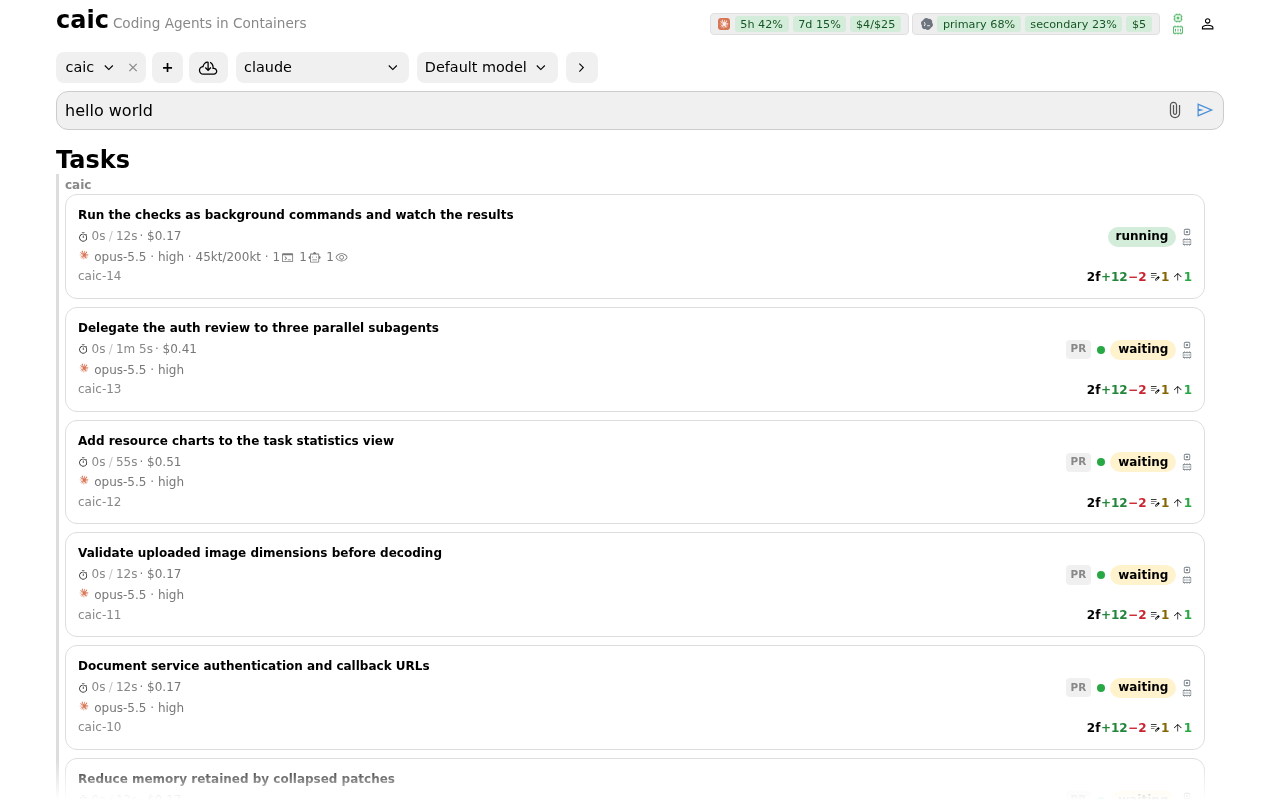 caic Coding Agents in Containers 5h 42% 7d 15% $4/$25 primary 68% secondary 23% $5
caic × + claude Default model
hello world
Tasks
caic
Run the checks as background commands and watch the results
0s / 12s · $0.17 running
opus-5.5 · high · 45kt/200kt · 1 1 1
caic-14 2f+12−2 1 ↑1
Delegate the auth review to three parallel subagents
0s / 1m 5s · $0.41 PR waiting
opus-5.5 · high
caic-13 2f+12−2 1 ↑1
Add resource charts to the task statistics view
0s / 55s · $0.51 PR waiting
opus-5.5 · high
caic-12 2f+12−2 1 ↑1
Validate uploaded image dimensions before decoding
0s / 12s · $0.17 PR waiting
opus-5.5 · high
caic-11 2f+12−2 1 ↑1
Document service authentication and callback URLs
0s / 12s · $0.17 PR waiting
opus-5.5 · high
caic-10 2f+12−2 1 ↑1
Reduce memory retained by collapsed patches